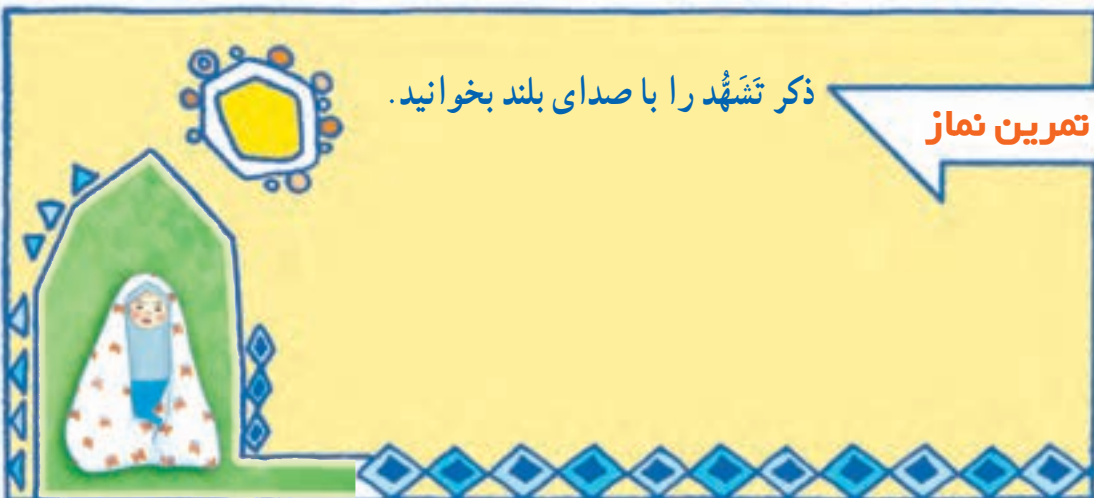 تمرین نماز
ذکر تَشَهُّد را با صدای بلند بخوانید.